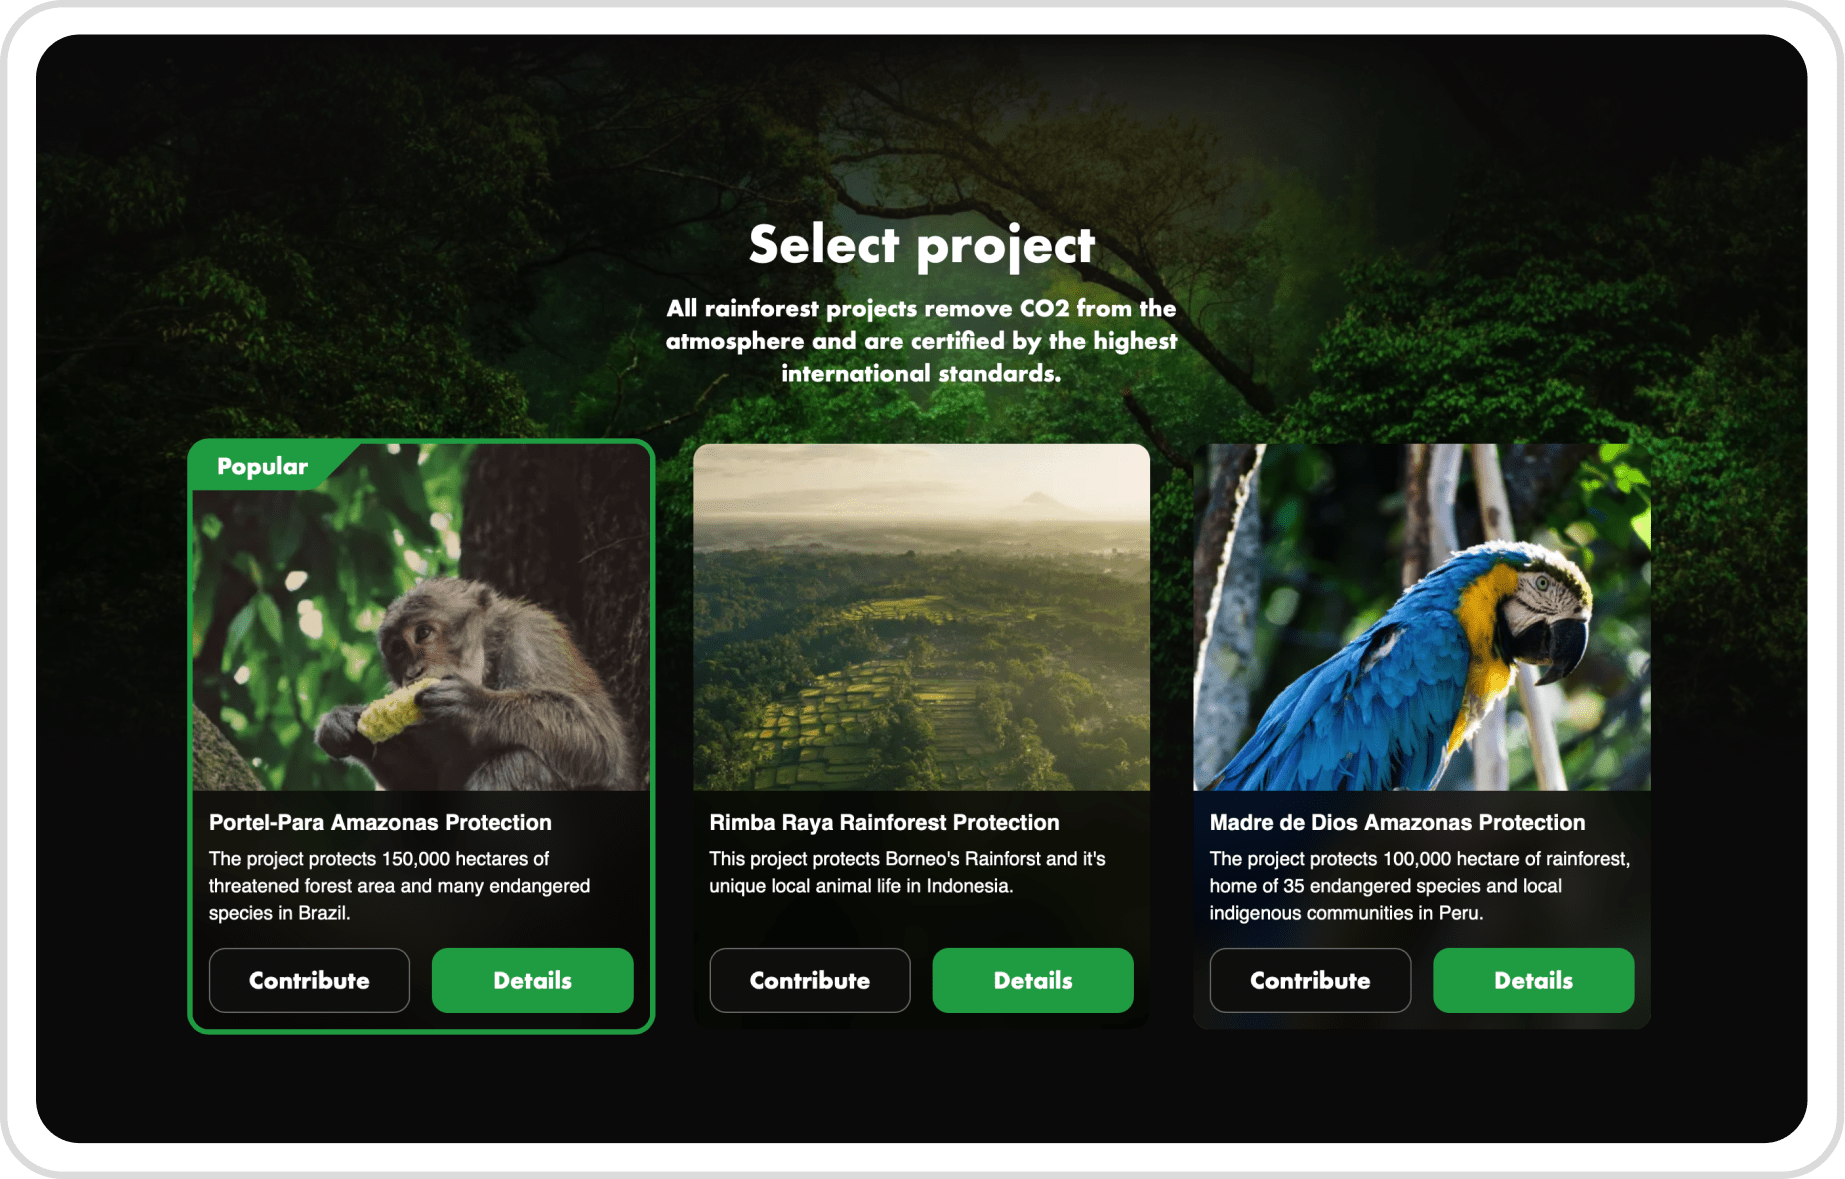 Select project
All rainforest projects remove CO2 from the
atmosphere and are certified by the highest
international standards.
Popular
Portel-Para Amazonas Protection
The project protects 150,000 hectares of
threatened forest area and many endangered
species in Brazil.
Contribute
Details
Rimba Raya Rainforest Protection
This project protects Borneo's Rainforst and it's
unique local animal life in Indonesia.
Contribute
Details
Madre de Dios Amazonas Protection
The project protects 100,000 hectare of rainforest,
home of 35 endangered species and local
indigenous communities in Peru.
Contribute
Details